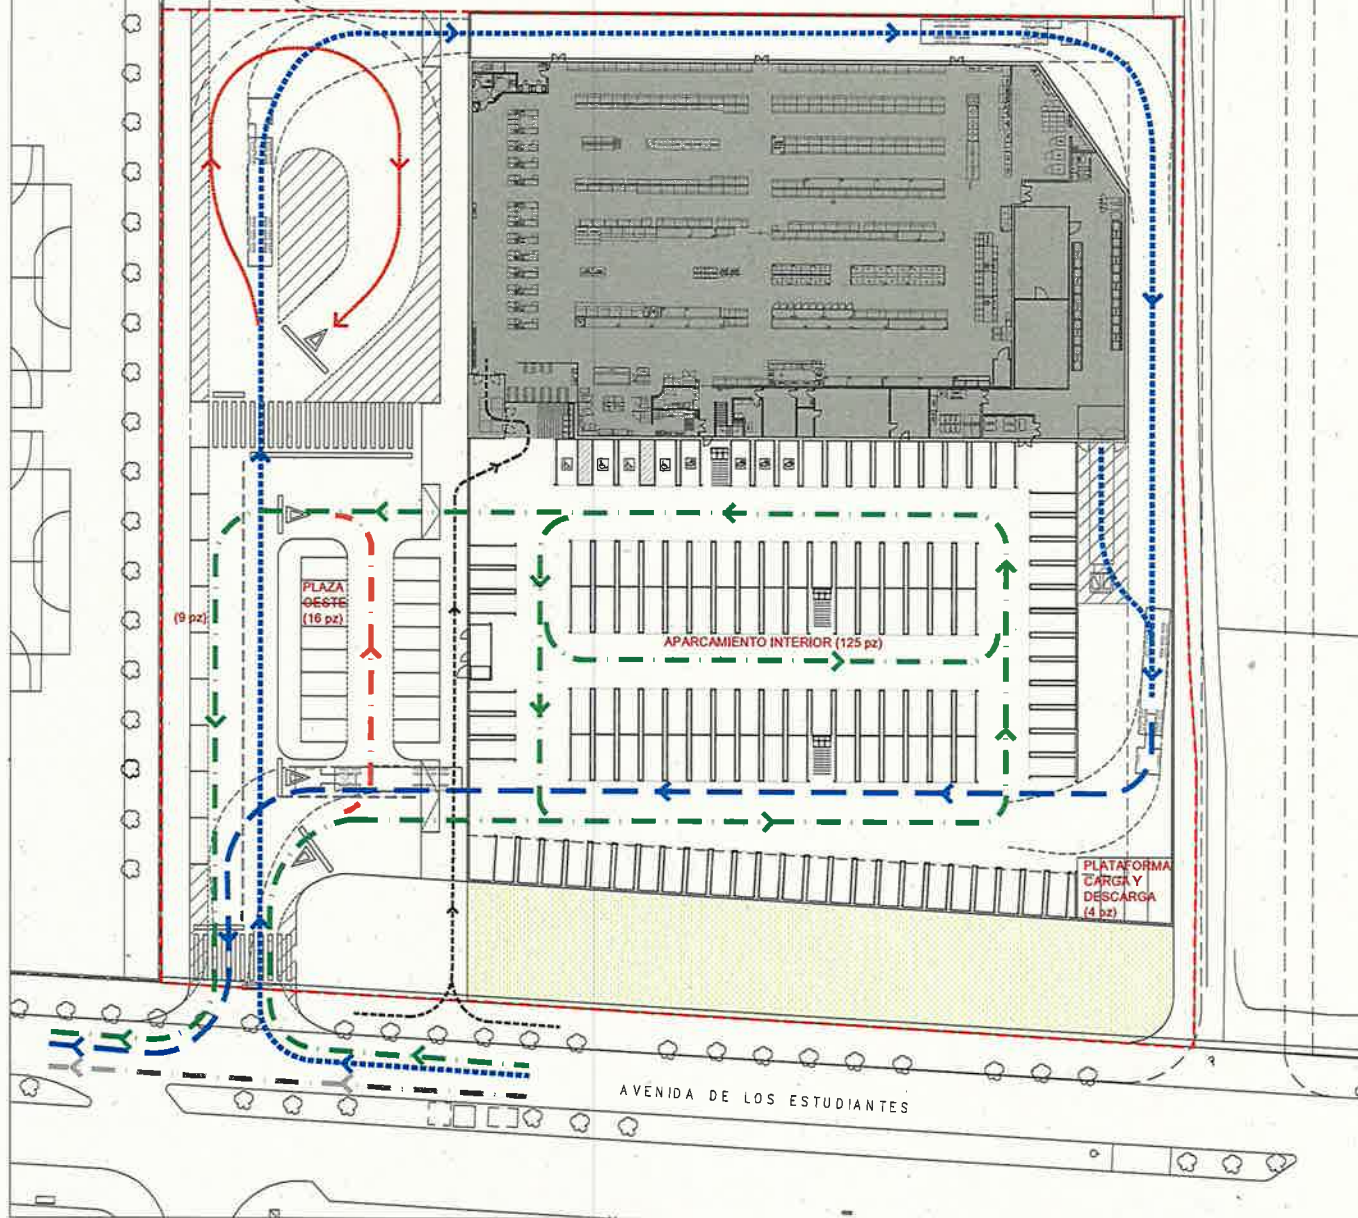 PLAZA
OESTE
(16 pz)
(9 pz)
APARCAMIENTO INTERIOR (125 pz)
PLATAFORMA
CARGA Y
DESCARGA
(4 pz)
AVENIDA DE LOS ESTUDIANTES